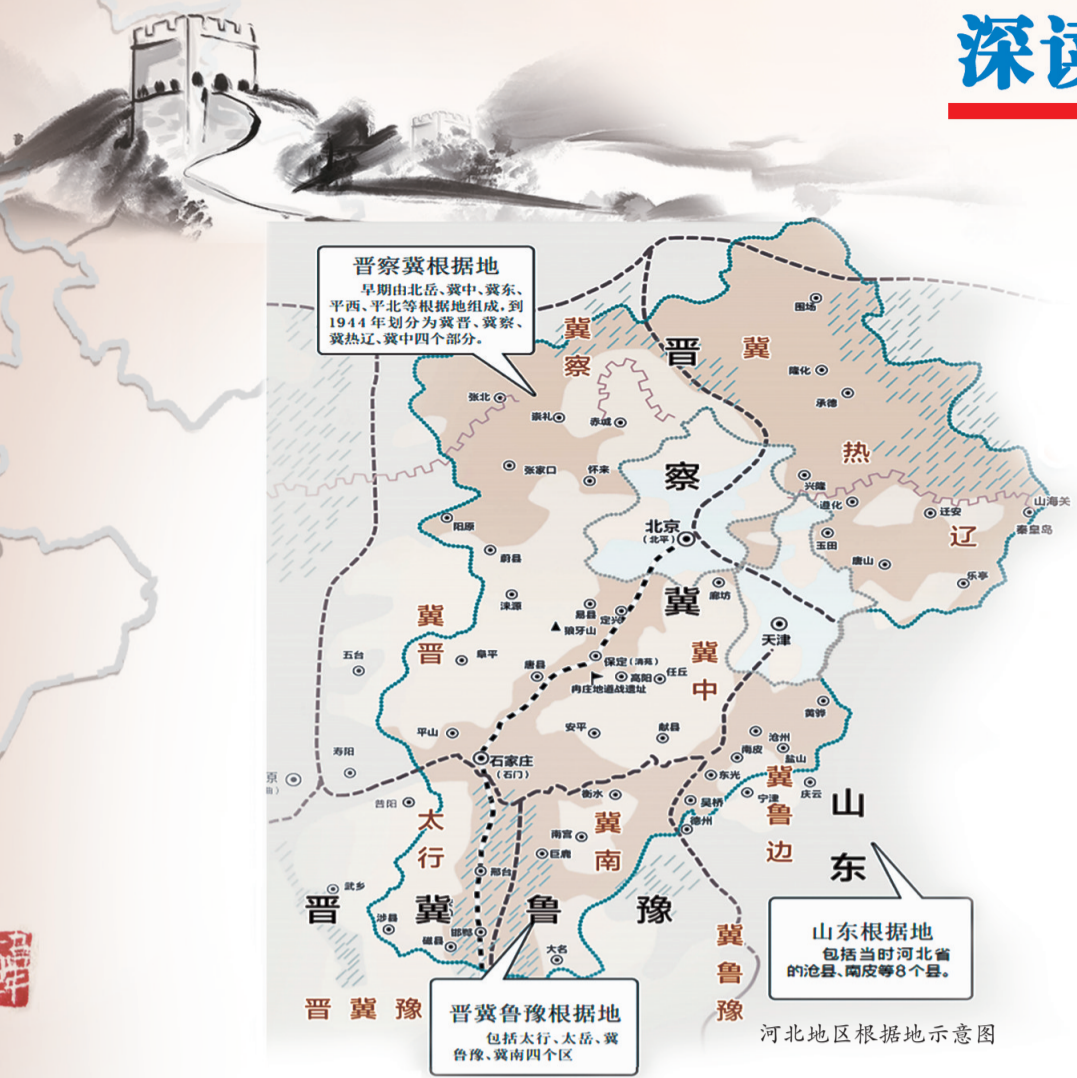 深读
晋察冀根据地
早期由北岳、冀中、冀东、
平西、平北等根据地组成,到
1944年划分为冀晋、冀察、
冀热辽、冀中四个部分。
围场
冀
察
晋
冀
隆化
承德
张北
崇礼
赤城
热
张家口
怀来
察
兴隆
遵化
迁安
山海关
秦皇岛
阳原
北京
(北平)
玉田
辽
蔚县
唐山
乐亭
涞源
易县
定兴
廊坊
冀
冀
晋
狼牙山
天津
五台
阜平
唐县
保定(清苑)
高阳
任丘
冀
中
冉庄地道战遗址
黄骅
平山
安平
献县
沧州
盐山
南皮
寿阳
石家庄
(石门)
东光
冀
鲁
边
宁津
庆云
原
昔阳
衡水
吴桥
山
东
太
行
南宫
冀
南
德州
巨鹿
邢台
武乡
晋
冀
鲁
豫
涉县
磁县
邯郸
大名
冀
鲁
豫
山东根据地
包括当时河北省
的沧县、南皮等8个县。
晋冀豫
晋冀鲁豫根据地
包括太行、太岳、冀
鲁豫、冀南四个区
河北地区根据地示意图